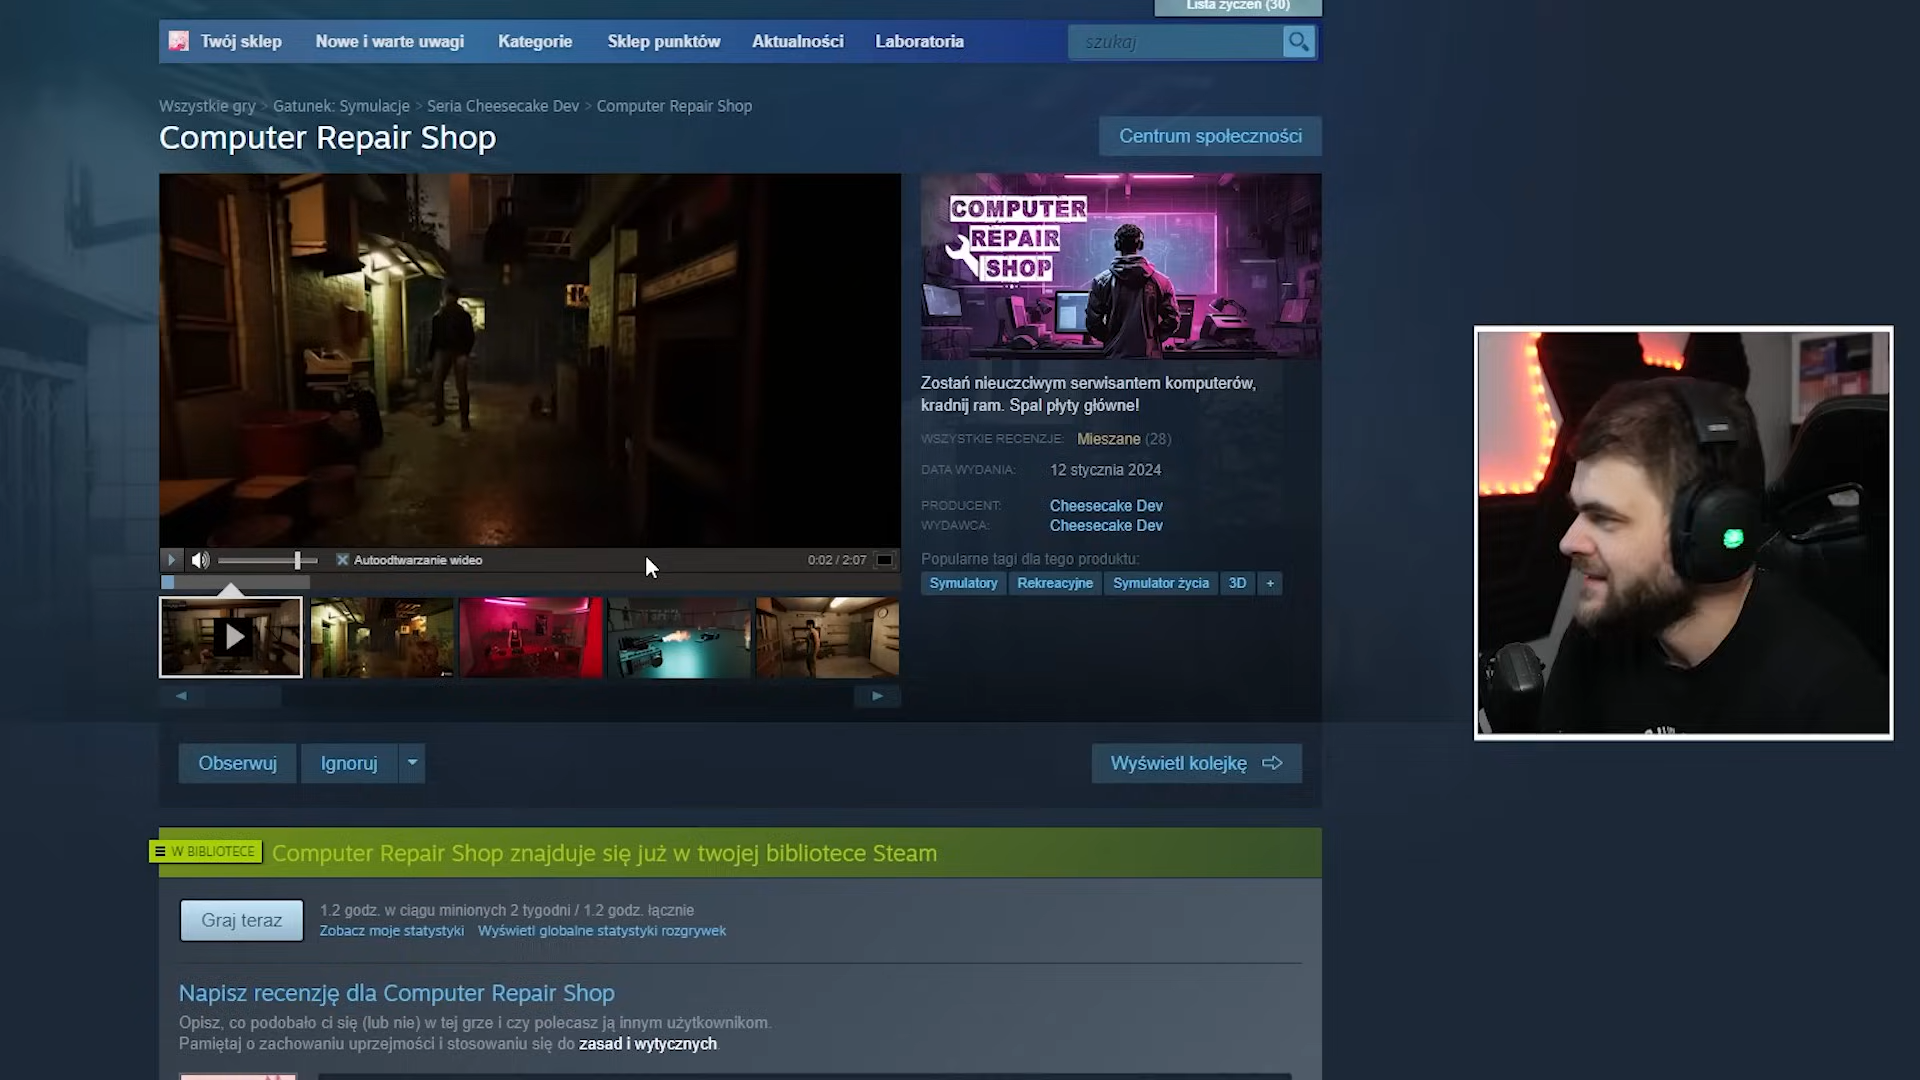 Lista życzeń (30)
Twój sklep Nowe i warte uwagi Kategorie Sklep punktów Aktualności Laboratoria szukaj
Wszystkie gry > Gatunek: Symulacje > Seria Cheesecake Dev > Computer Repair Shop
Computer Repair Shop
Centrum społeczności
COMPUTER
REPAIR
SHOP
Zostań nieuczciwym serwisantem komputerów,
kradnij ram. Spal płyty główne!
WSZYSTKIE RECENZJE: Mieszane (28)
DATA WYDANIA: 12 stycznia 2024
PRODUCENT: Cheesecake Dev
WYDAWCA: Cheesecake Dev
Popularne tagi dla tego produktu:
Symulatory Rekreacyjne Symulator życia 3D +
Autoodtwarzanie wideo 0:02 / 2:07
Obserwuj Ignoruj Wyświetl kolejkę
W BIBLIOTECE Computer Repair Shop znajduje się już w twojej bibliotece Steam
Graj teraz
1.2 godz. w ciągu minionych 2 tygodni / 1.2 godz. łącznie
Zobacz moje statystyki Wyświetl globalne statystyki rozgrywek
Napisz recenzję dla Computer Repair Shop
Opisz, co podobało ci się (lub nie) w tej grze i czy polecasz ją innym użytkownikom.
Pamiętaj o zachowaniu uprzejmości i stosowaniu się do zasad i wytycznych.